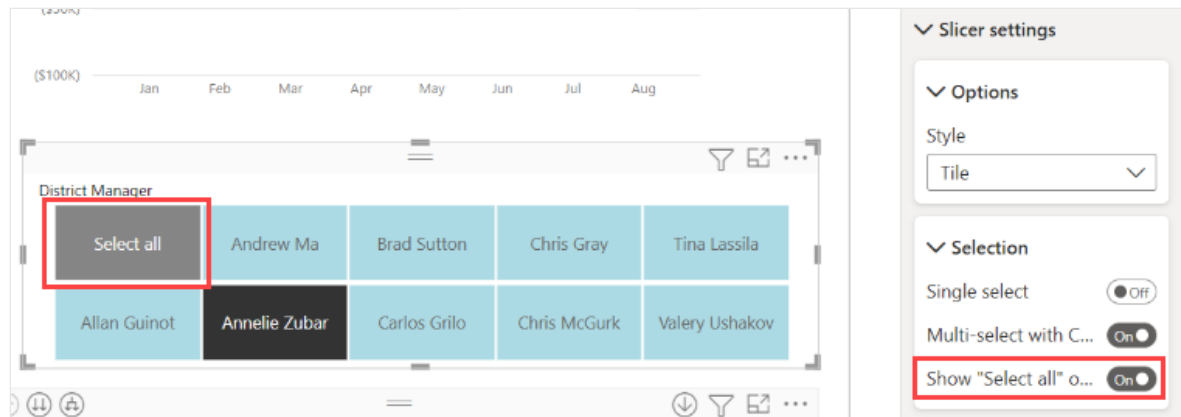 ($100K)
Jan Feb Mar Apr May Jun Jul Aug
District Manager
Select all Andrew Ma Brad Sutton Chris Gray Tina Lassila
Allan Guinot Annelie Zubar Carlos Grilo Chris McGurk Valery Ushakov
Slicer settings
Options
Style
Tile
Selection
Single select Off
Multi-select with C... On
Show "Select all" o... On